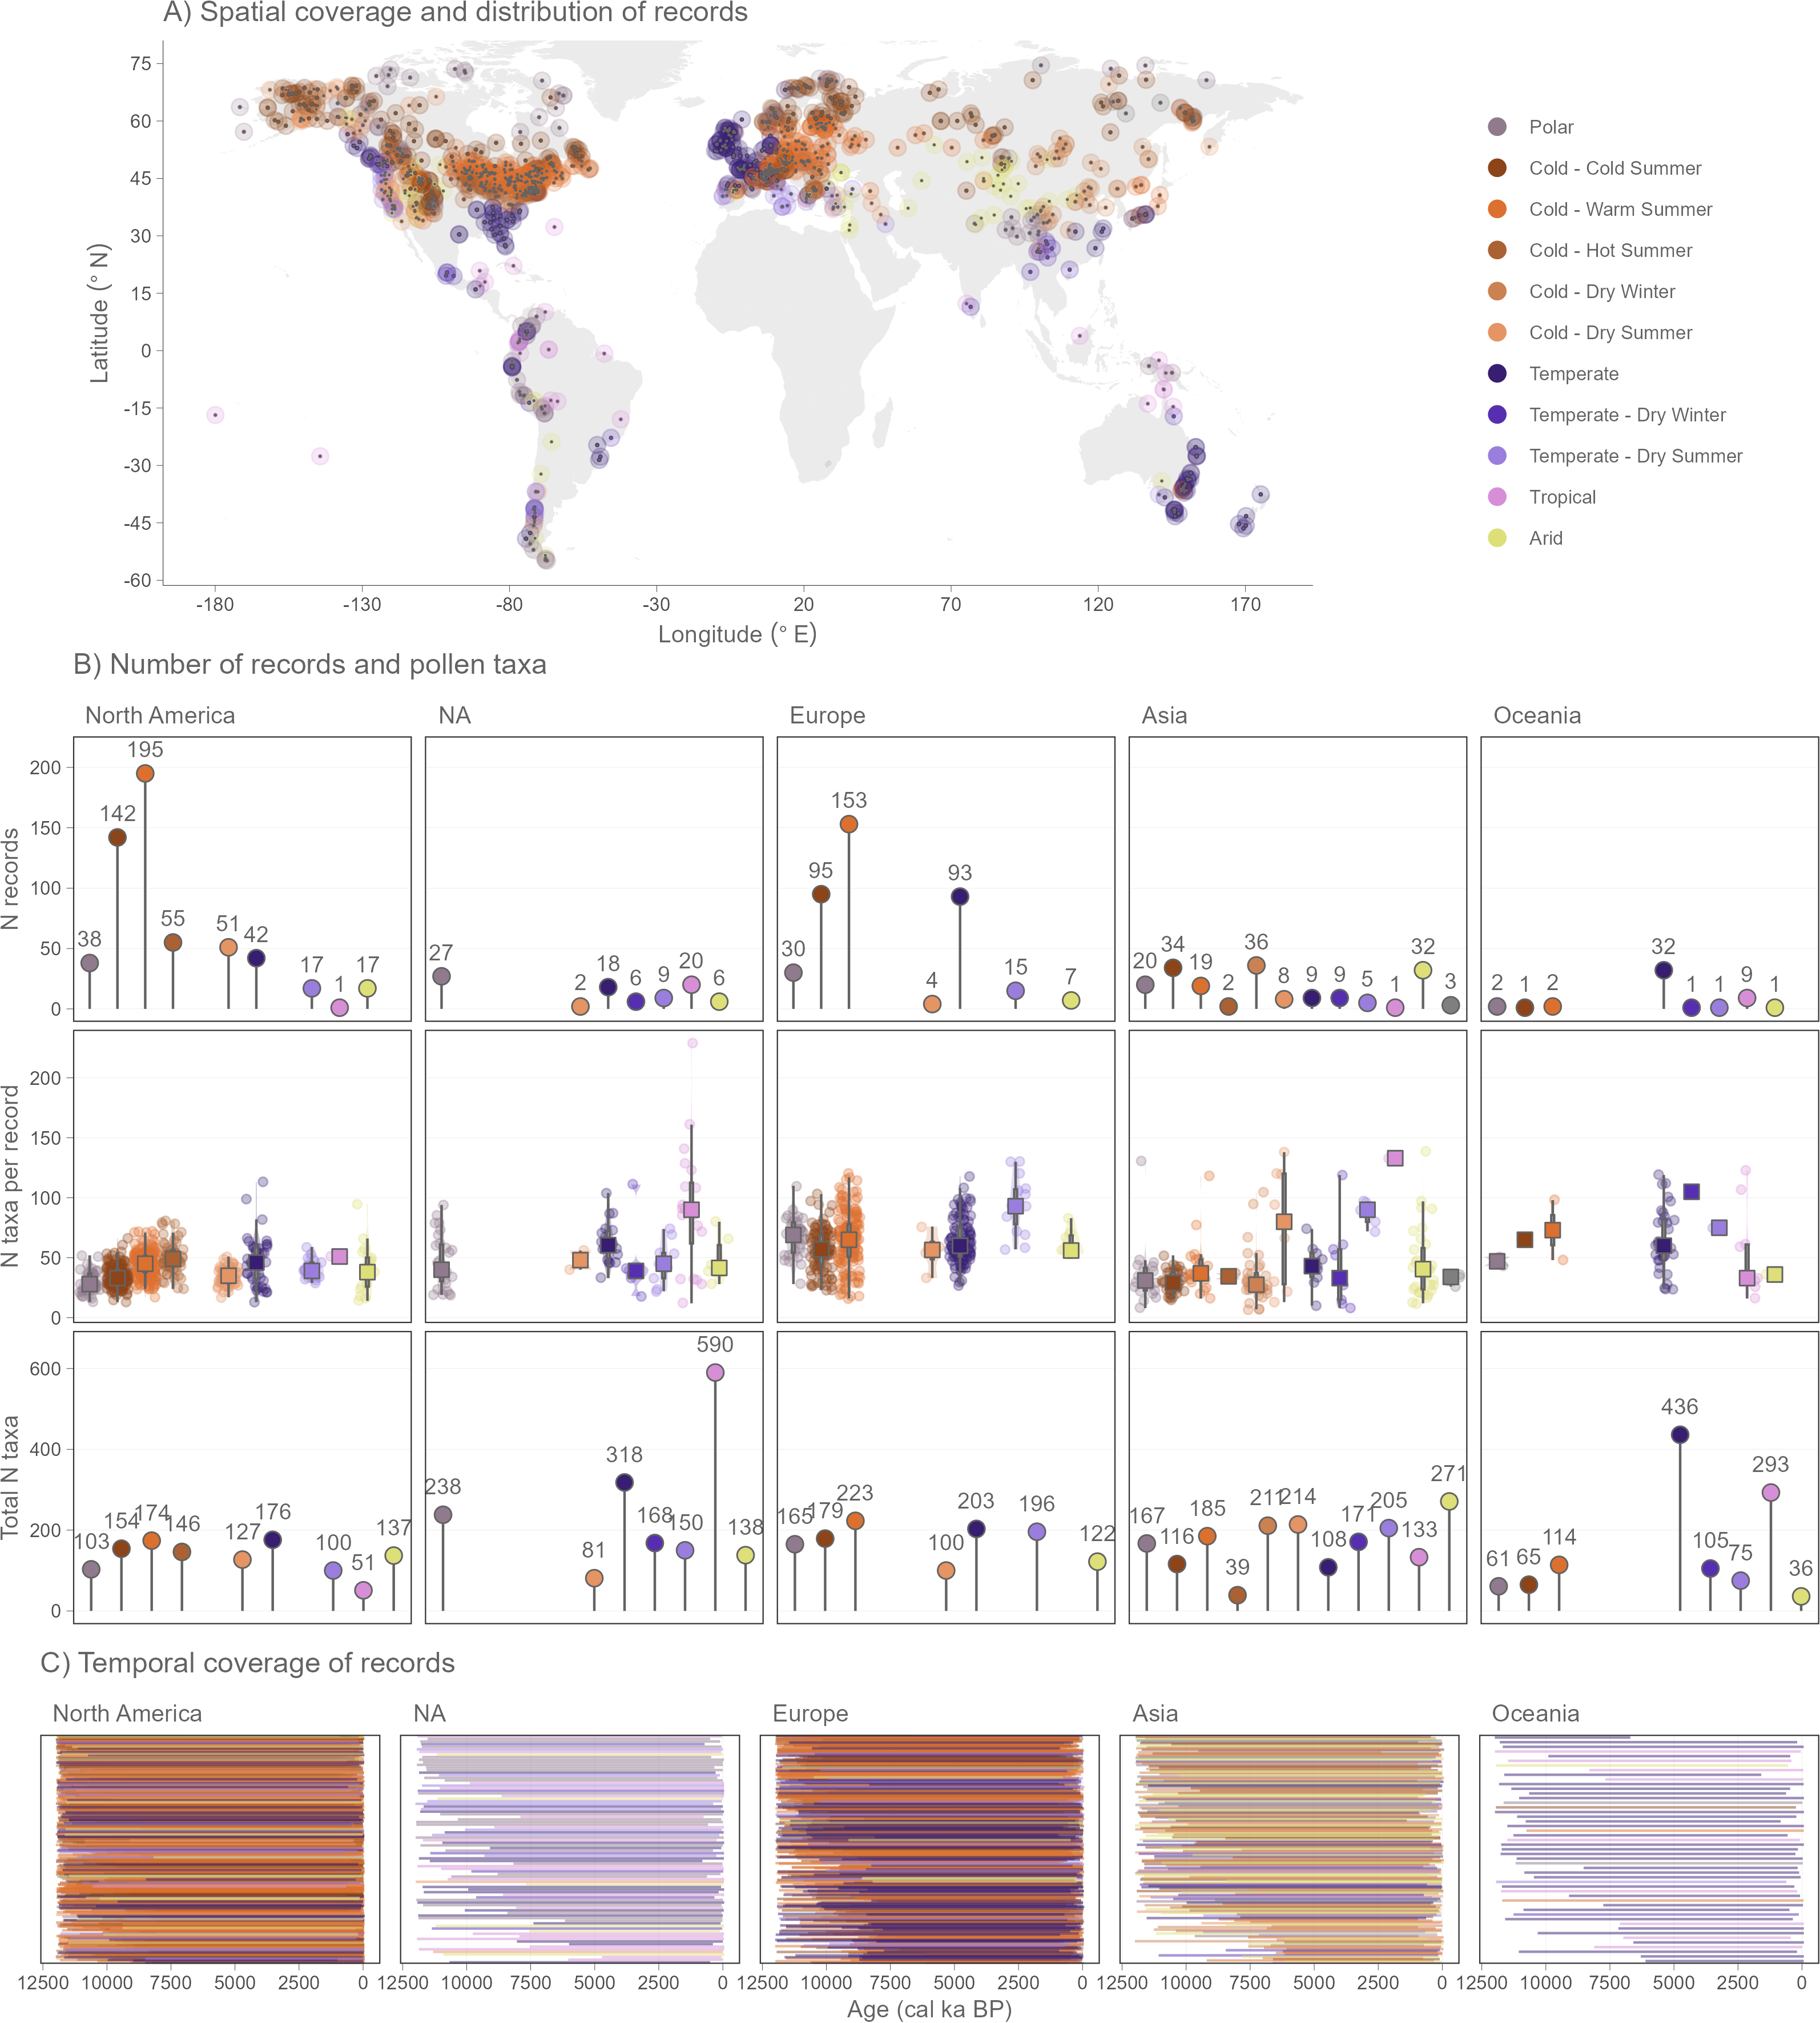 A) Spatial coverage and distribution of records
75
60
45
30
15
0
-15
-30
-45
-60
Latitude (° N)
-180 -130 -80 -30 20 70 120 170
Longitude (° E)
Polar
Cold - Cold Summer
Cold - Warm Summer
Cold - Hot Summer
Cold - Dry Winter
Cold - Dry Summer
Temperate
Temperate - Dry Winter
Temperate - Dry Summer
Tropical
Arid
B) Number of records and pollen taxa
North America NA Europe Asia Oceania
N records
200
150
100
50
0
38 142 195 55 51 42 17 1 17
27 2 18 6 9 20 6
30 95 153 4 93 15 7
20 34 19 2 36 8 9 9 5 1 32 3
2 1 2 32 1 1 9 1
N taxa per record
200
150
100
50
0
Total N taxa
600
400
200
0
103 154 174 146 127 176 100 51 137
238 81 318 168 150 590 138
165 179 223 100 203 196 122
167 116 185 39 211 214 108 171 205 133 271
61 65 114 436 105 75 293 36
C) Temporal coverage of records
North America NA Europe Asia Oceania
12500 10000 7500 5000 2500 0
12500 10000 7500 5000 2500 0
12500 10000 7500 5000 2500 0
12500 10000 7500 5000 2500 0
12500 10000 7500 5000 2500 0
Age (cal ka BP)